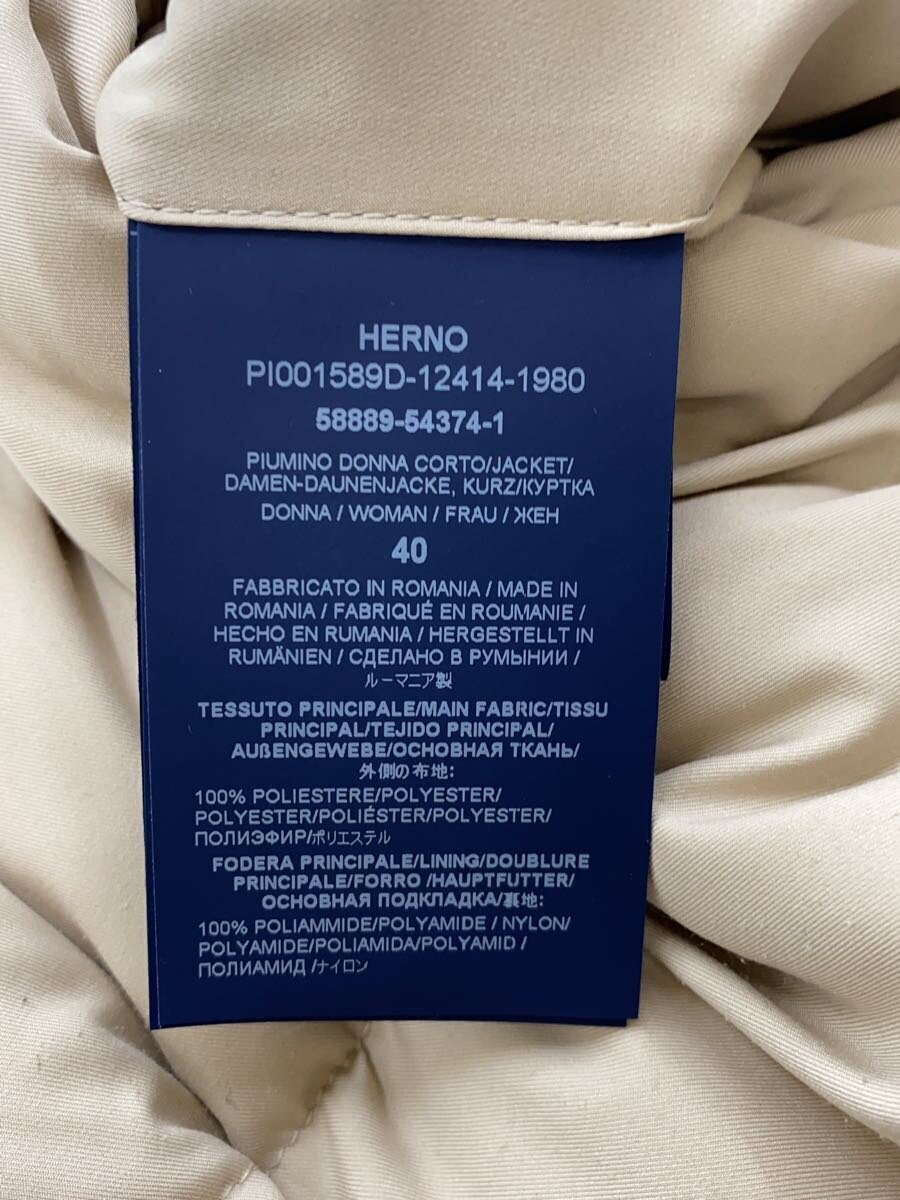 HERNO
PI001589D-12414-1980
58889-54374-1
PIUMINO DONNA CORTO/JACKET/
DAMEN-DAUNENJACKE, KURZ/КУРТКА
DONNA / WOMAN / FRAU / ЖЕН
40
FABBRICATO IN ROMANIA / MADE IN
ROMANIA / FABRIQUÉ EN ROUMANIE /
HECHO EN RUMANIA / HERGESTELLT IN
RUMÄNIEN / СДЕЛАНО В РУМЫНИИ /
ルーマニア製
TESSUTO PRINCIPALE/MAIN FABRIC/TISSU
PRINCIPAL/TEJIDO PRINCIPAL/
AUßENGEWEBE/ОСНОВНАЯ ТКАНЬ/
外側の布地:
100% POLIESTERE/POLYESTER/
POLYESTER/POLIÉSTER/POLYESTER/
ПОЛИЭФИР/ポリエステル
FODERA PRINCIPALE/LINING/DOUBLURE
PRINCIPALE/FORRO /HAUPTFUTTER/
ОСНОВНАЯ ПОДКЛАДКА/裏地:
100% POLIAMMIDE/POLYAMIDE / NYLON/
POLYAMIDE/POLIAMIDA/POLYAMID /
ПОЛИАМИД /ナイロン